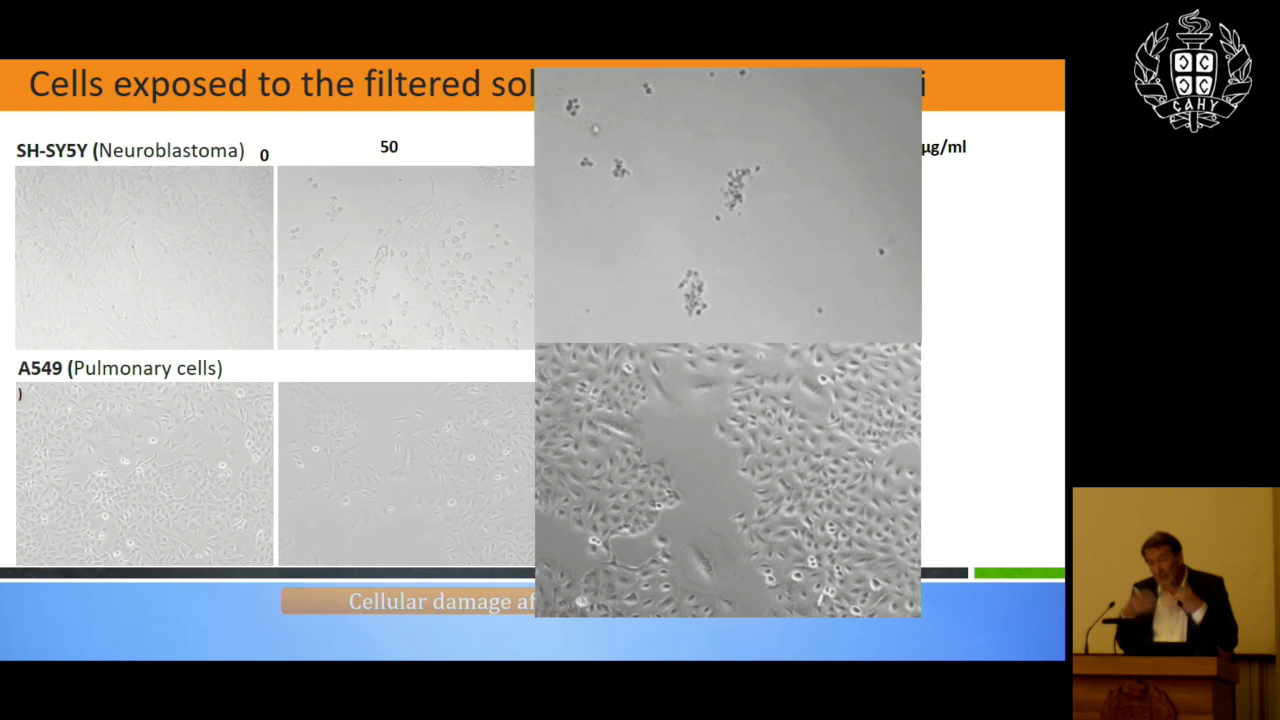 Cells exposed to the filtered sol i
SH-SY5Y (Neuroblastoma) 0 50 µg/ml
A549 (Pulmonary cells)
)
Cellular damage af
САНУ